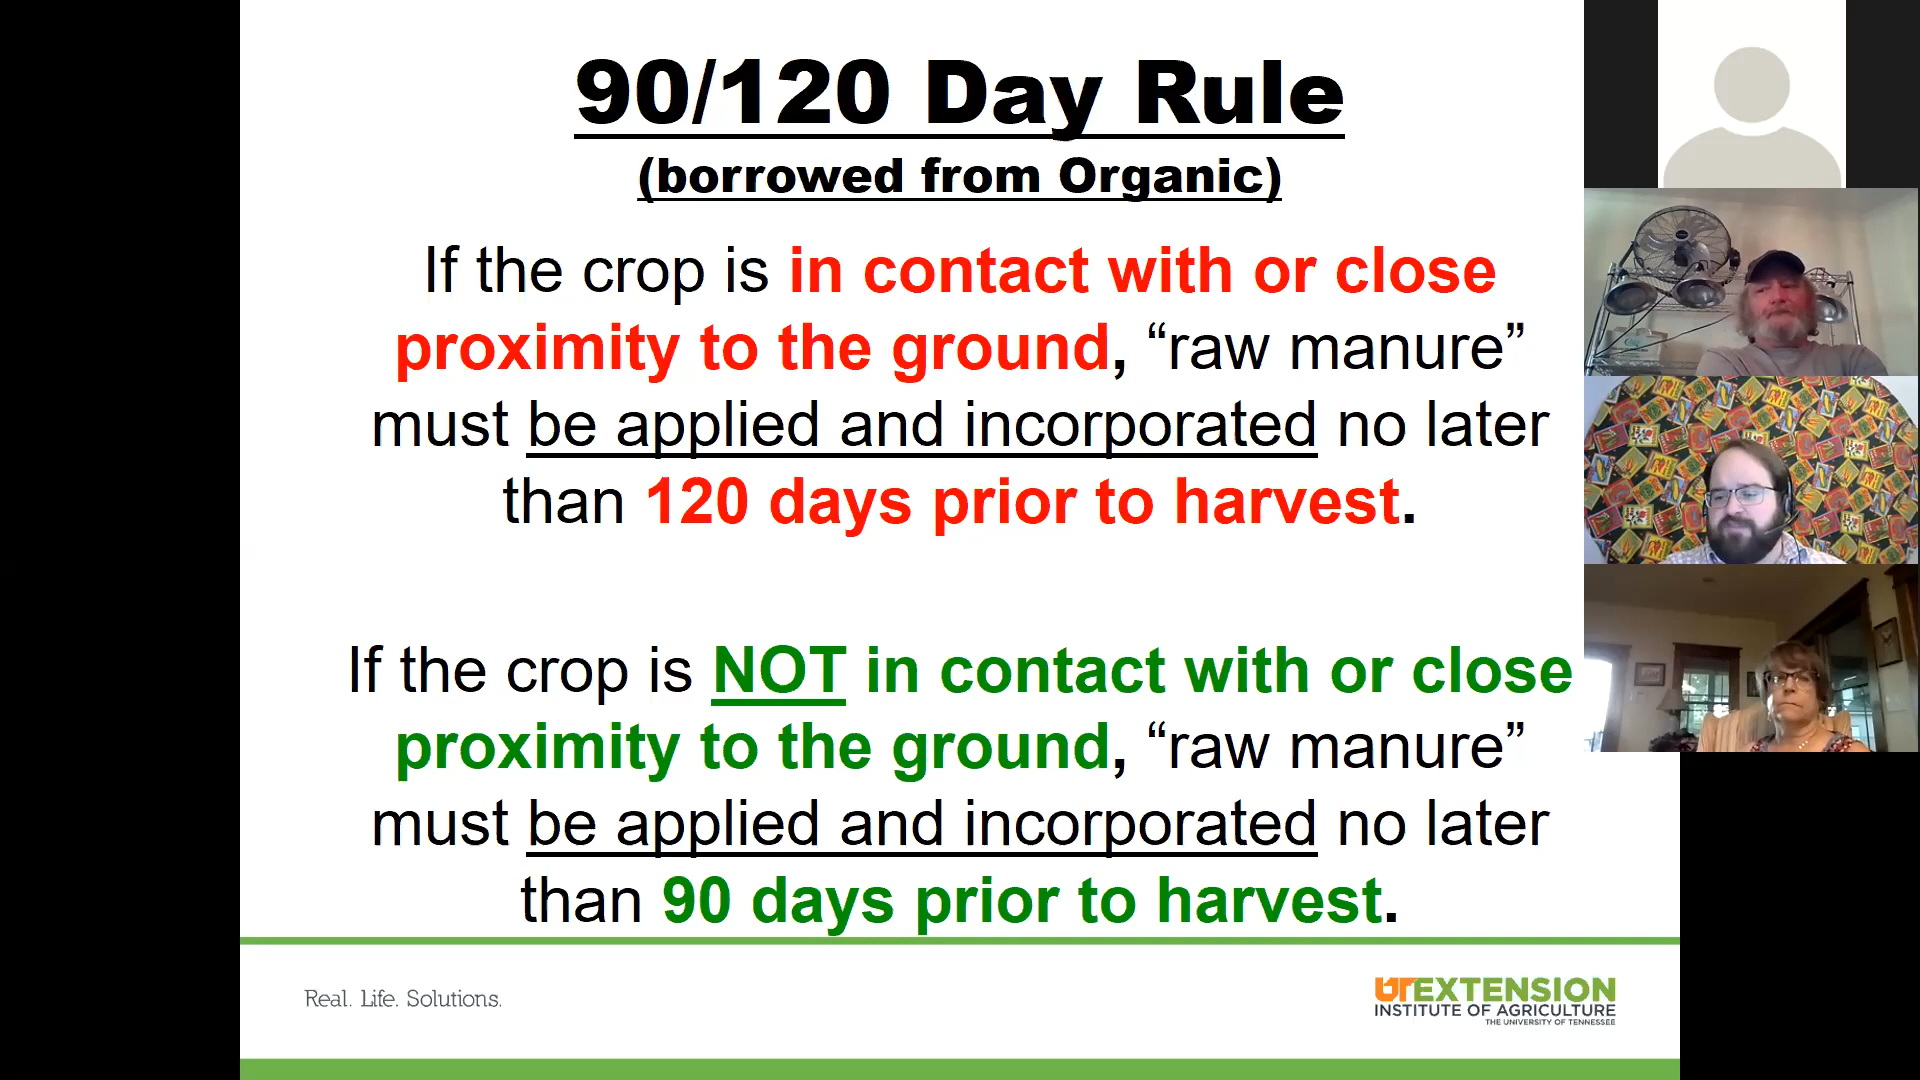 90/120 Day Rule
(borrowed from Organic)
If the crop is in contact with or close
proximity to the ground, “raw manure”
must be applied and incorporated no later
than 120 days prior to harvest.
If the crop is NOT in contact with or close
proximity to the ground, “raw manure”
must be applied and incorporated no later
than 90 days prior to harvest.
Real. Life. Solutions.
UTEXTENSION
INSTITUTE OF AGRICULTURE
THE UNIVERSITY OF TENNESSEE